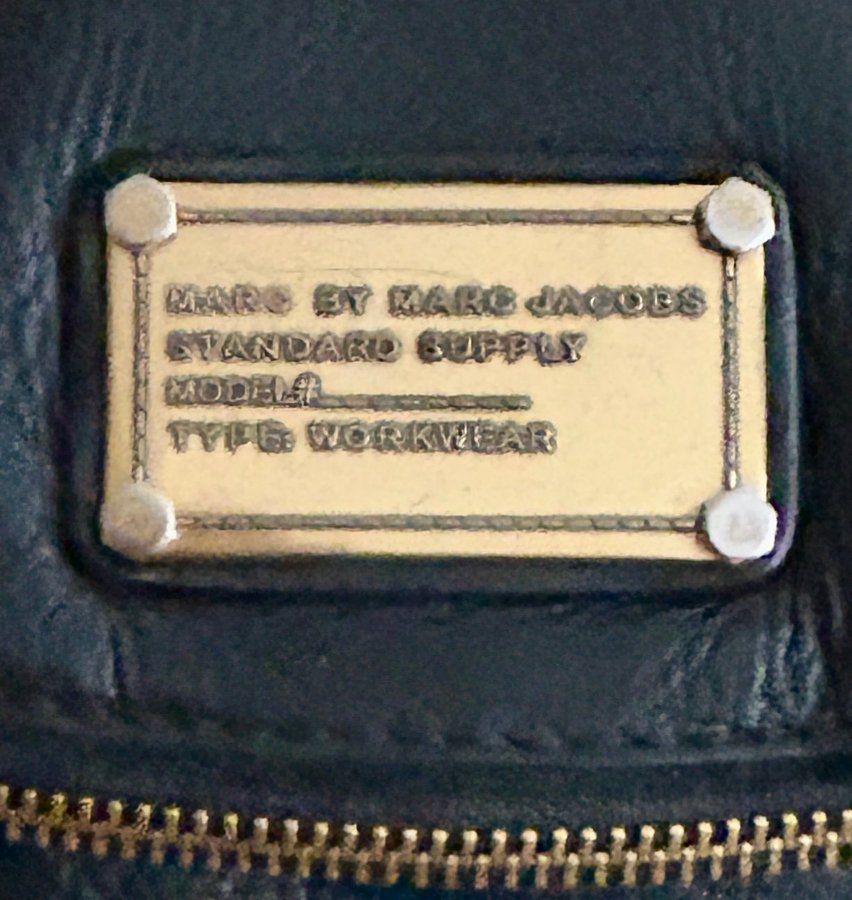 MARC BY MARC JACOBS
STANDARD SUPPLY
MODEL#
TYPE: WORKWEAR